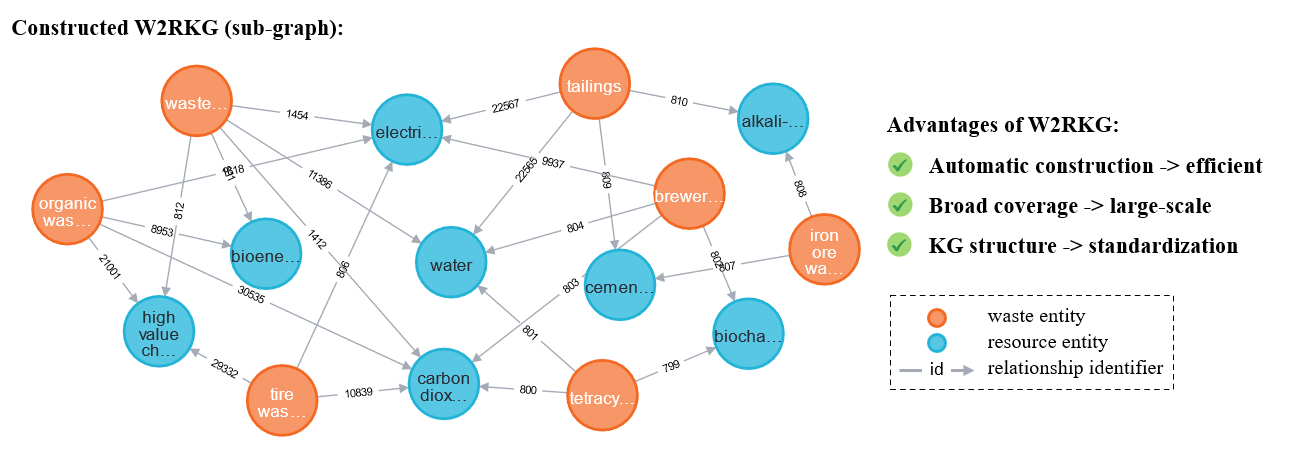 Constructed W2RKG (sub-graph):
waste...
tailings
electri...
alkali-...
organic
was...
brewer...
iron
ore
wa...
bioene...
water
cemen...
high
value
ch...
biocha...
tire
was...
carbon
diox...
tetracy...
1454
22567
810
9937
11386
22565
809
808
812
8953
804
1412
21001
807
806
803
30535
801
29332
10839
800
799
Advantages of W2RKG:
Automatic construction -> efficient
Broad coverage -> large-scale
KG structure -> standardization
waste entity
resource entity
id
relationship identifier